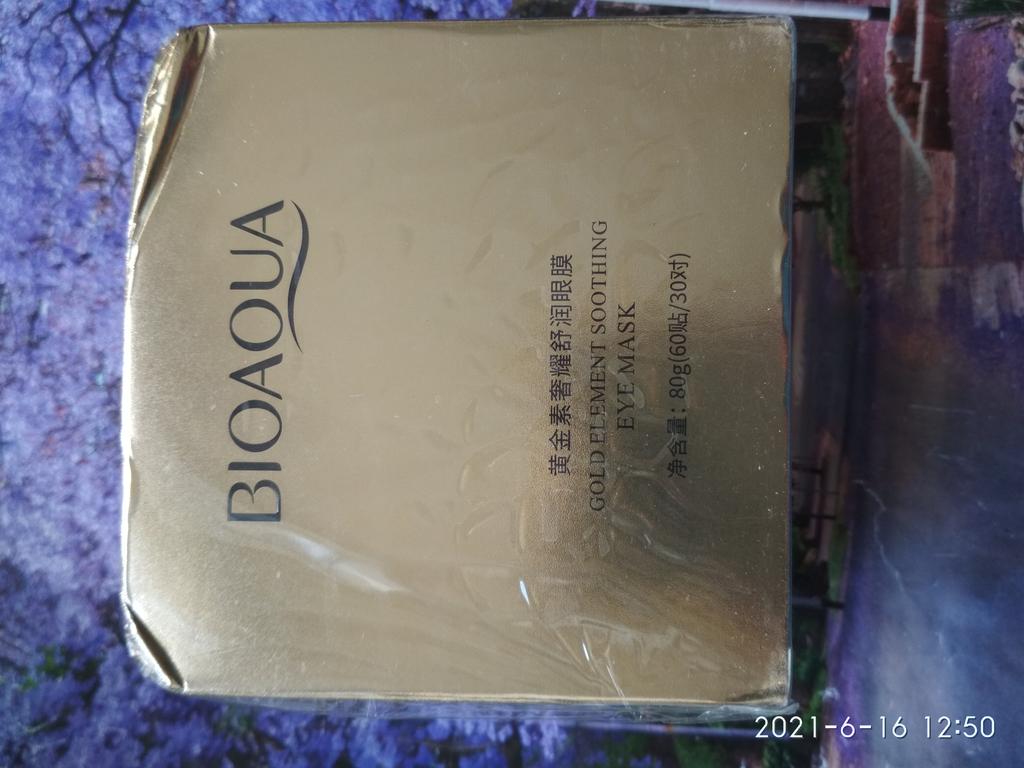 BIOAQUA
黄金素奢耀舒润眼膜
GOLD ELEMENT SOOTHING
EYE MASK
净含量：80g(60贴/30对)
2021-6-16 12:50